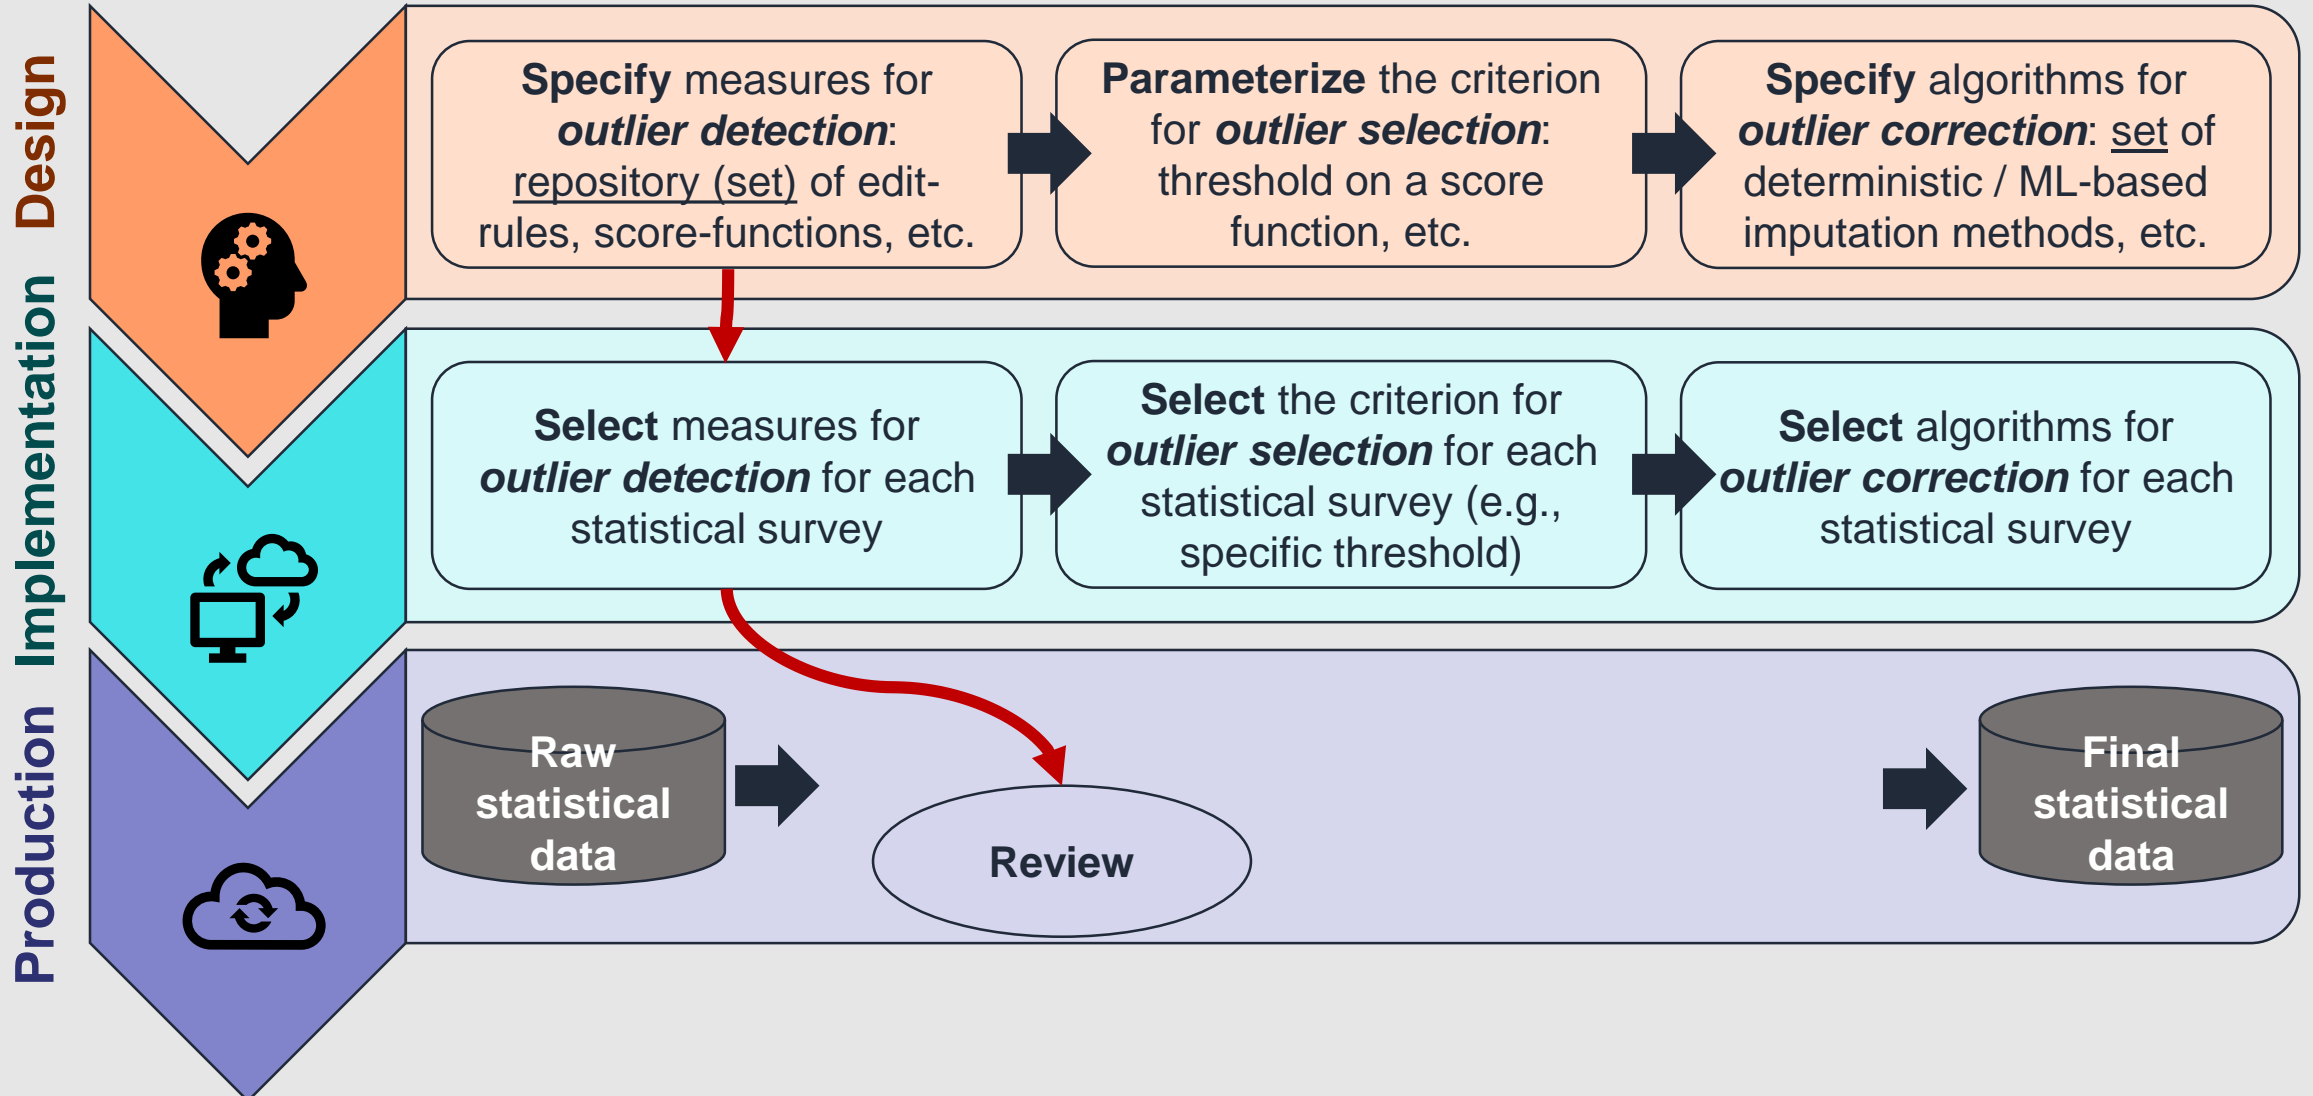 Design
Specify measures for
outlier detection:
repository (set) of edit-
rules, score-functions, etc.
Parameterize the criterion
for outlier selection:
threshold on a score
function, etc.
Specify algorithms for
outlier correction: set of
deterministic / ML-based
imputation methods, etc.
Implementation
Select measures for
outlier detection for each
statistical survey
Select the criterion for
outlier selection for each
statistical survey (e.g.,
specific threshold)
Select algorithms for
outlier correction for each
statistical survey
Production
Raw
statistical
data
Review
Final
statistical
data